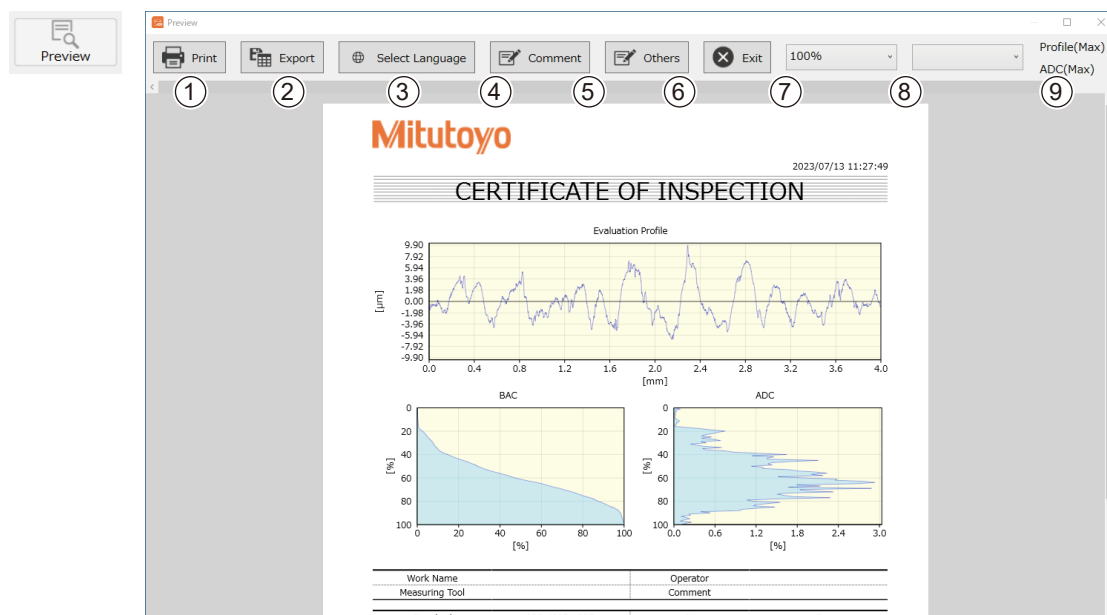 Preview
Preview
Print
Export
Select Language
Comment
Others
Exit
100%
Profile(Max)
ADC(Max)
① ② ③ ④ ⑤ ⑥ ⑦ ⑧ ⑨
Mitutoyo
2023/07/13 11:27:49
CERTIFICATE OF INSPECTION
Evaluation Profile
9.90
7.92
5.94
3.96
1.98
0.00
-1.98
-3.96
-5.94
-7.92
-9.90
[µm]
0.0 0.4 0.8 1.2 1.6 2.0 2.4 2.8 3.2 3.6 4.0
[mm]
BAC
0
20
40
60
80
100
[%]
0 20 40 60 80 100
[%]
ADC
0
20
40
60
80
100
[%]
0.0 0.6 1.2 1.8 2.4 3.0
[%]
Work Name Operator
Measuring Tool Comment